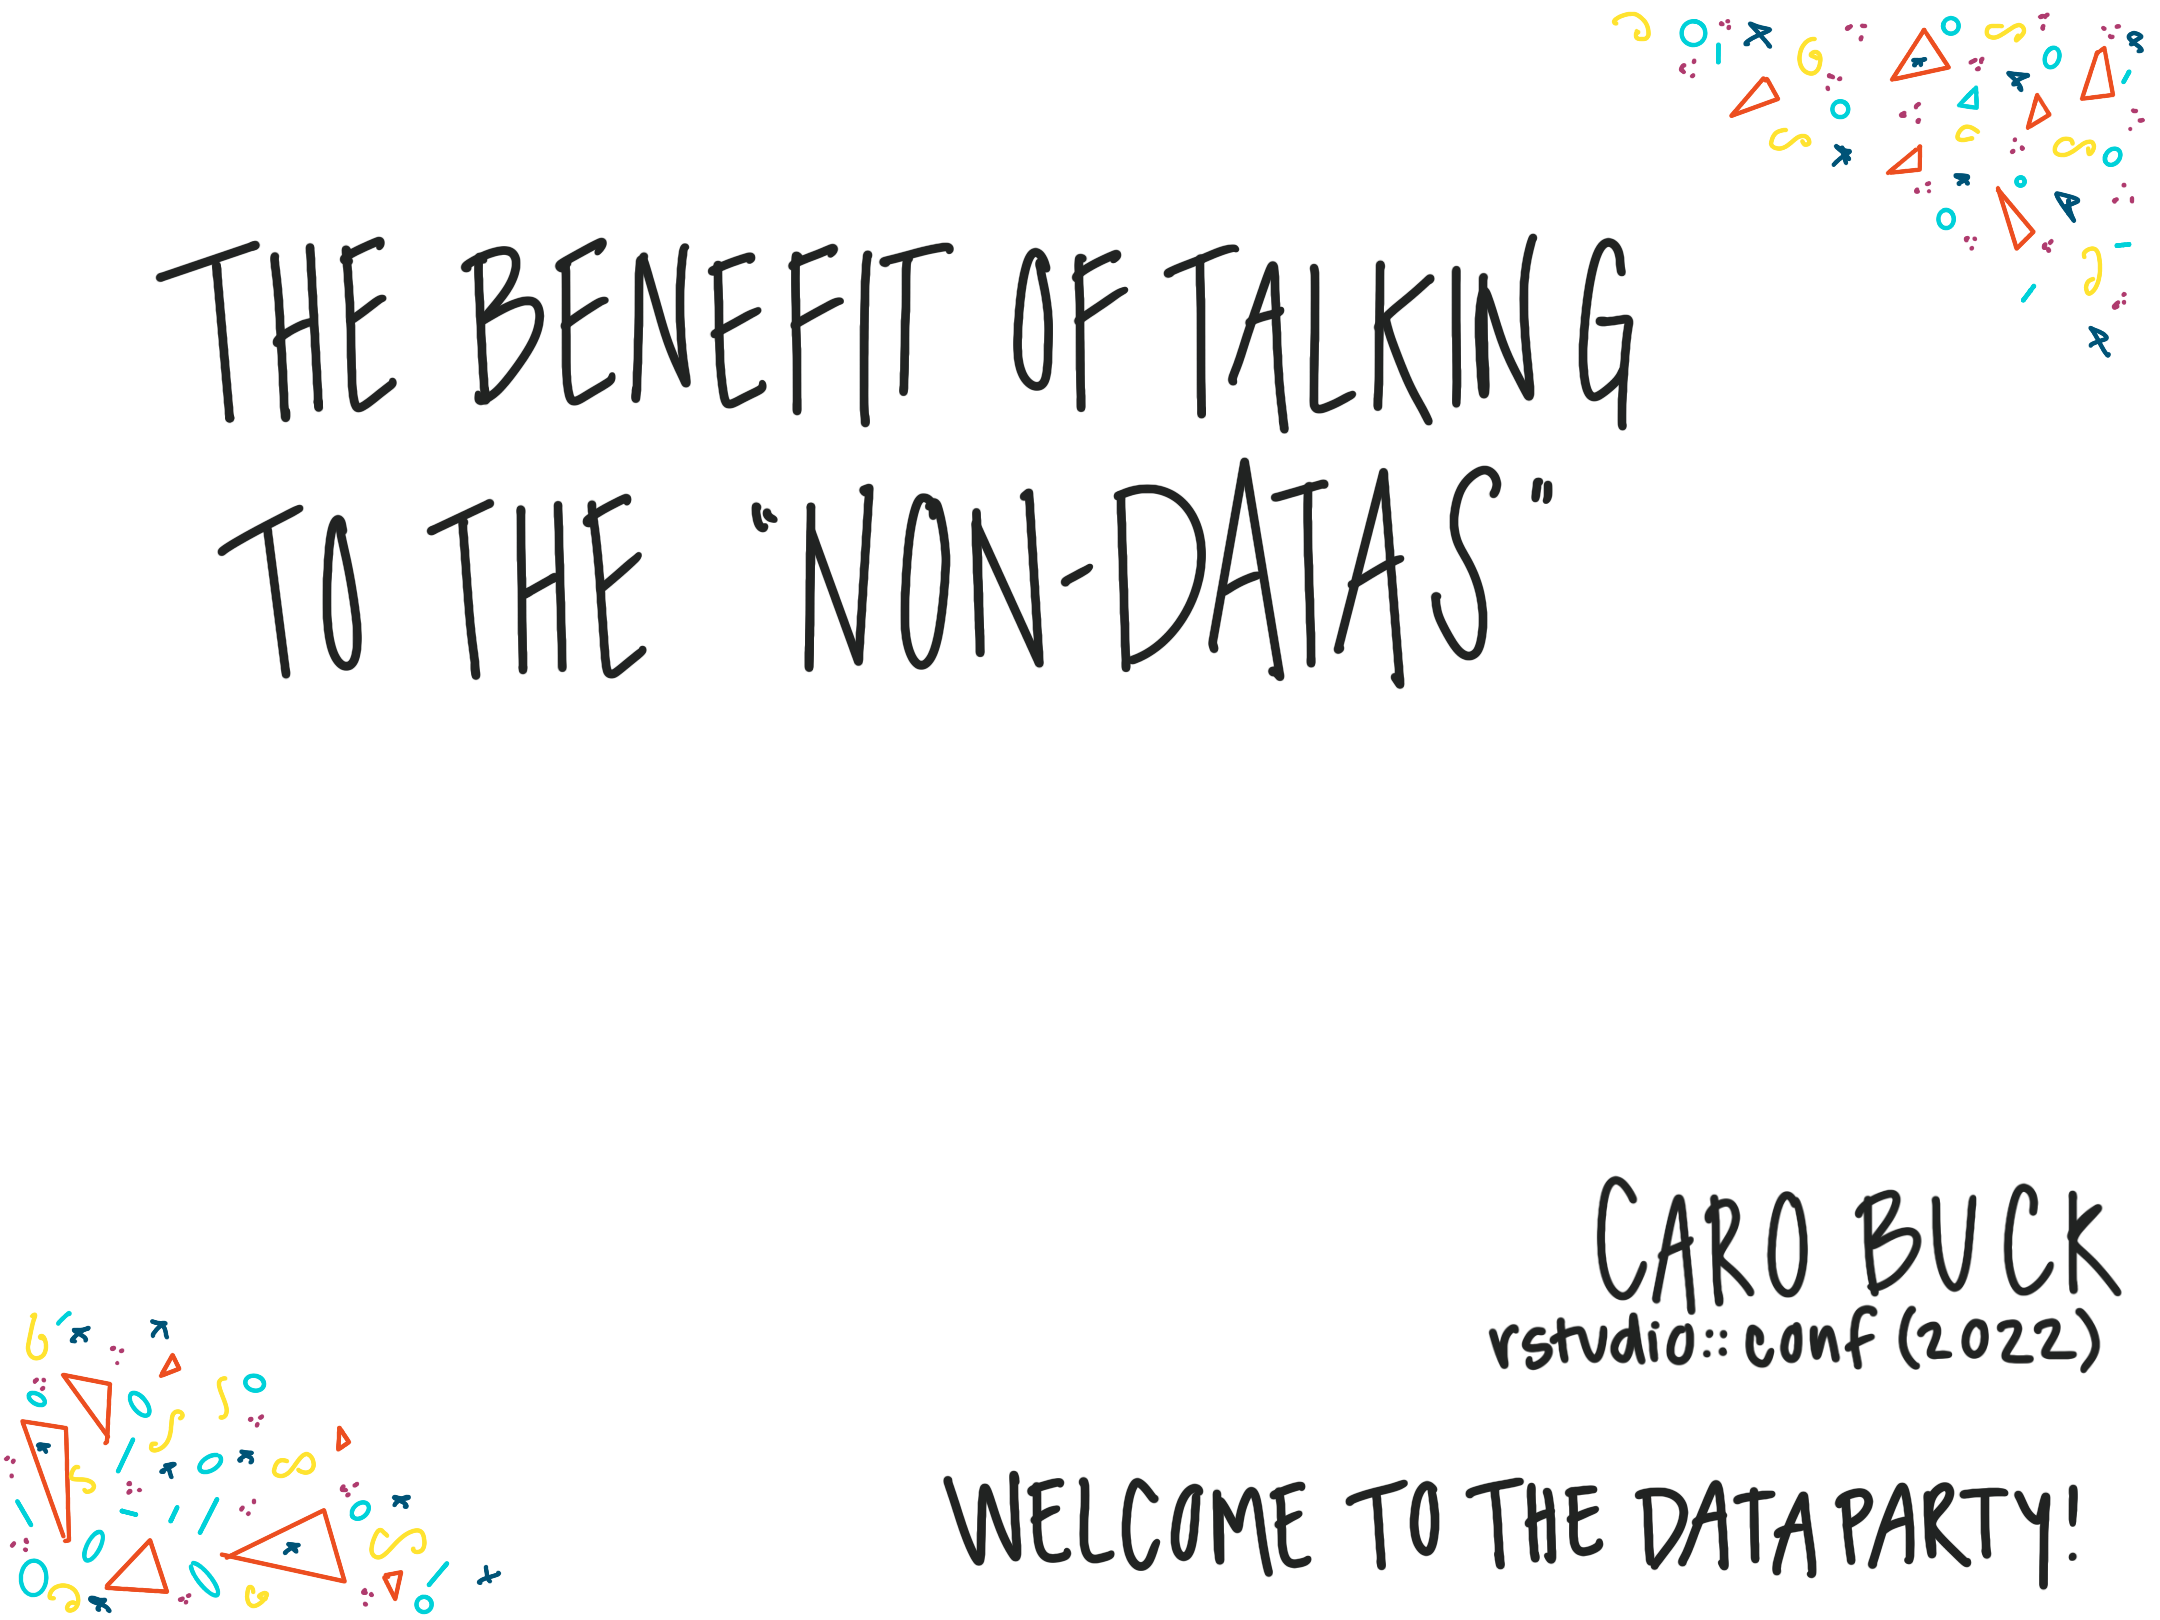 THE BENEFIT OF TALKING
TO THE "NON-DATAS"
CARO BUCK
rstudio::conf(2022)
WELCOME TO THE DATA PARTY!